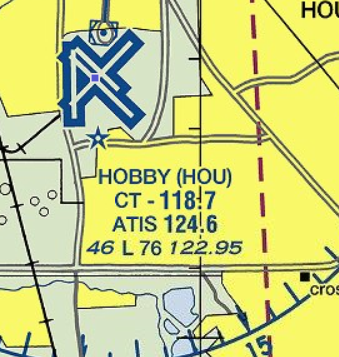 HOU
HOBBY (HOU)
CT - 118.7
ATIS 124.6
46 L 76 122.95
cros
15